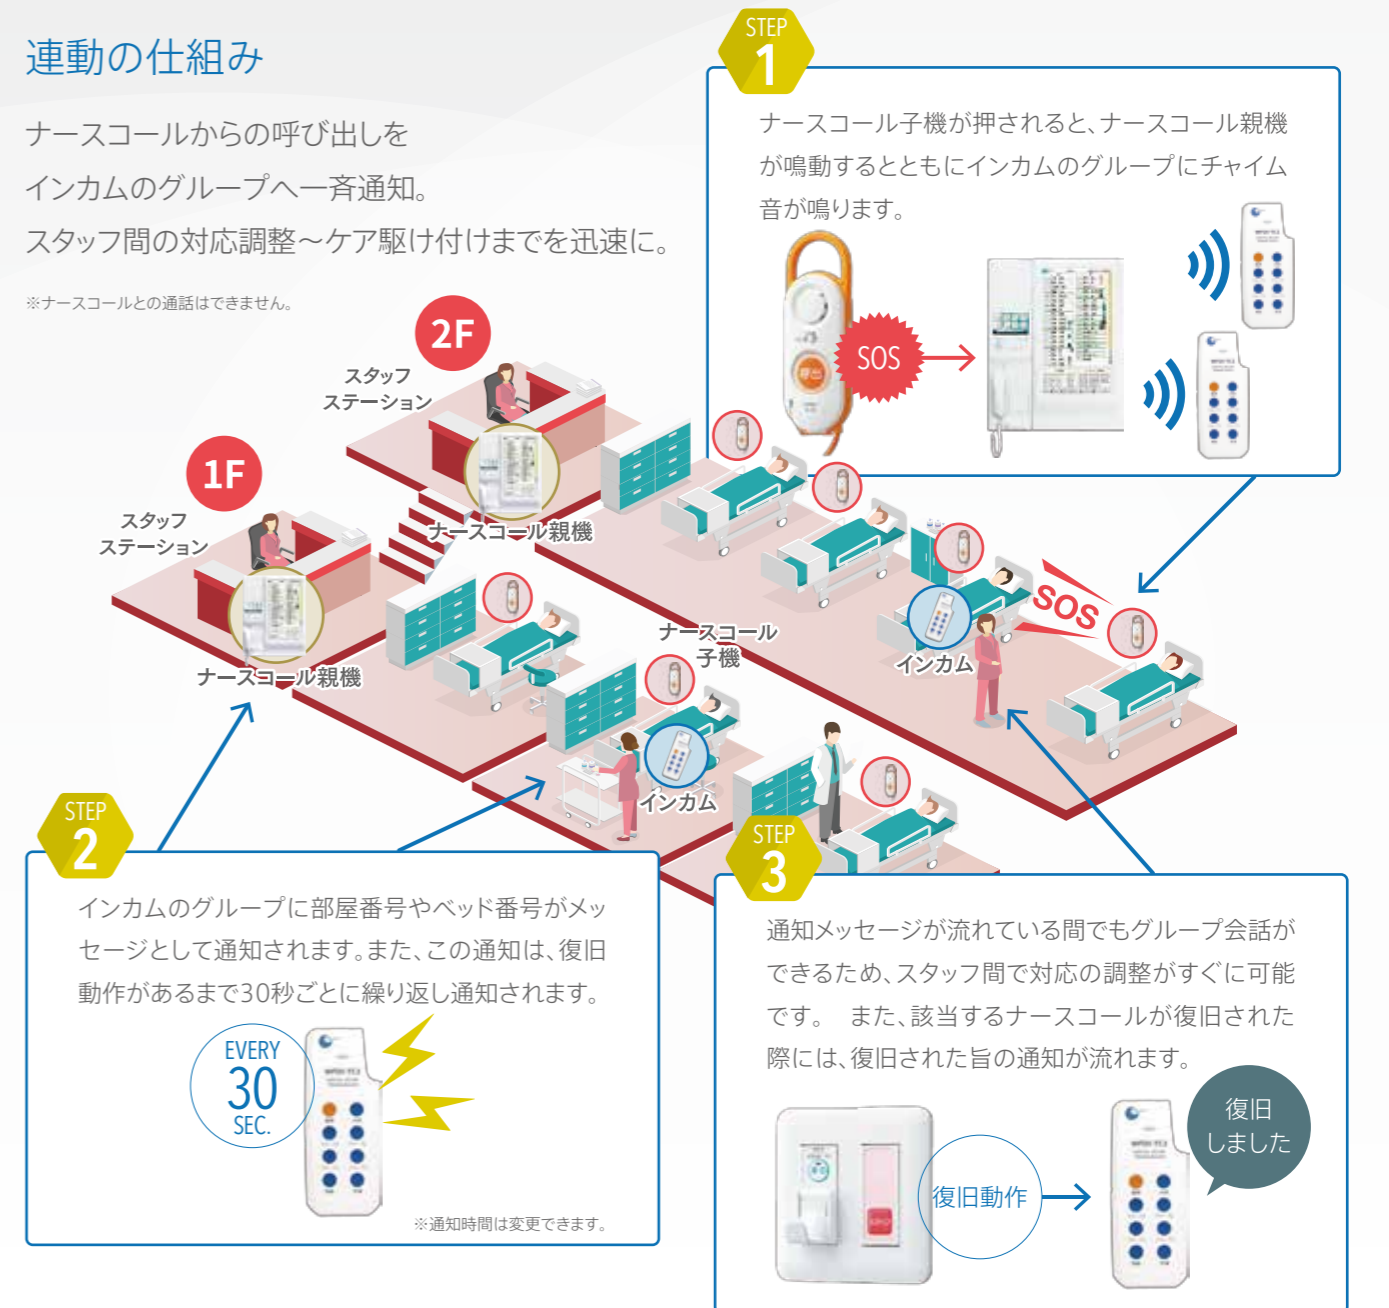 連動の仕組み
ナースコールからの呼び出しを
インカムのグループへ一斉通知。
スタッフ間の対応調整～ケア駆け付けまでを迅速に。
※ナースコールとの通話はできません。
STEP
1
ナースコール子機が押されると、ナースコール親機
が鳴動するとともにインカムのグループにチャイム
音が鳴ります。
呼出
SOS
2F
スタッフ
ステーション
ナースコール親機
1F
スタッフ
ステーション
ナースコール親機
ナースコール
子機
インカム
SOS
インカム
STEP
2
インカムのグループに部屋番号やベッド番号がメッ
セージとして通知されます。また、この通知は、復旧
動作があるまで30秒ごとに繰り返し通知されます。
EVERY
30
SEC.
※通知時間は変更できます。
STEP
3
通知メッセージが流れている間でもグループ会話が
できるため、スタッフ間で対応の調整がすぐに可能
です。　また、該当するナースコールが復旧された
際には、復旧された旨の通知が流れます。
復旧動作
復旧
しました